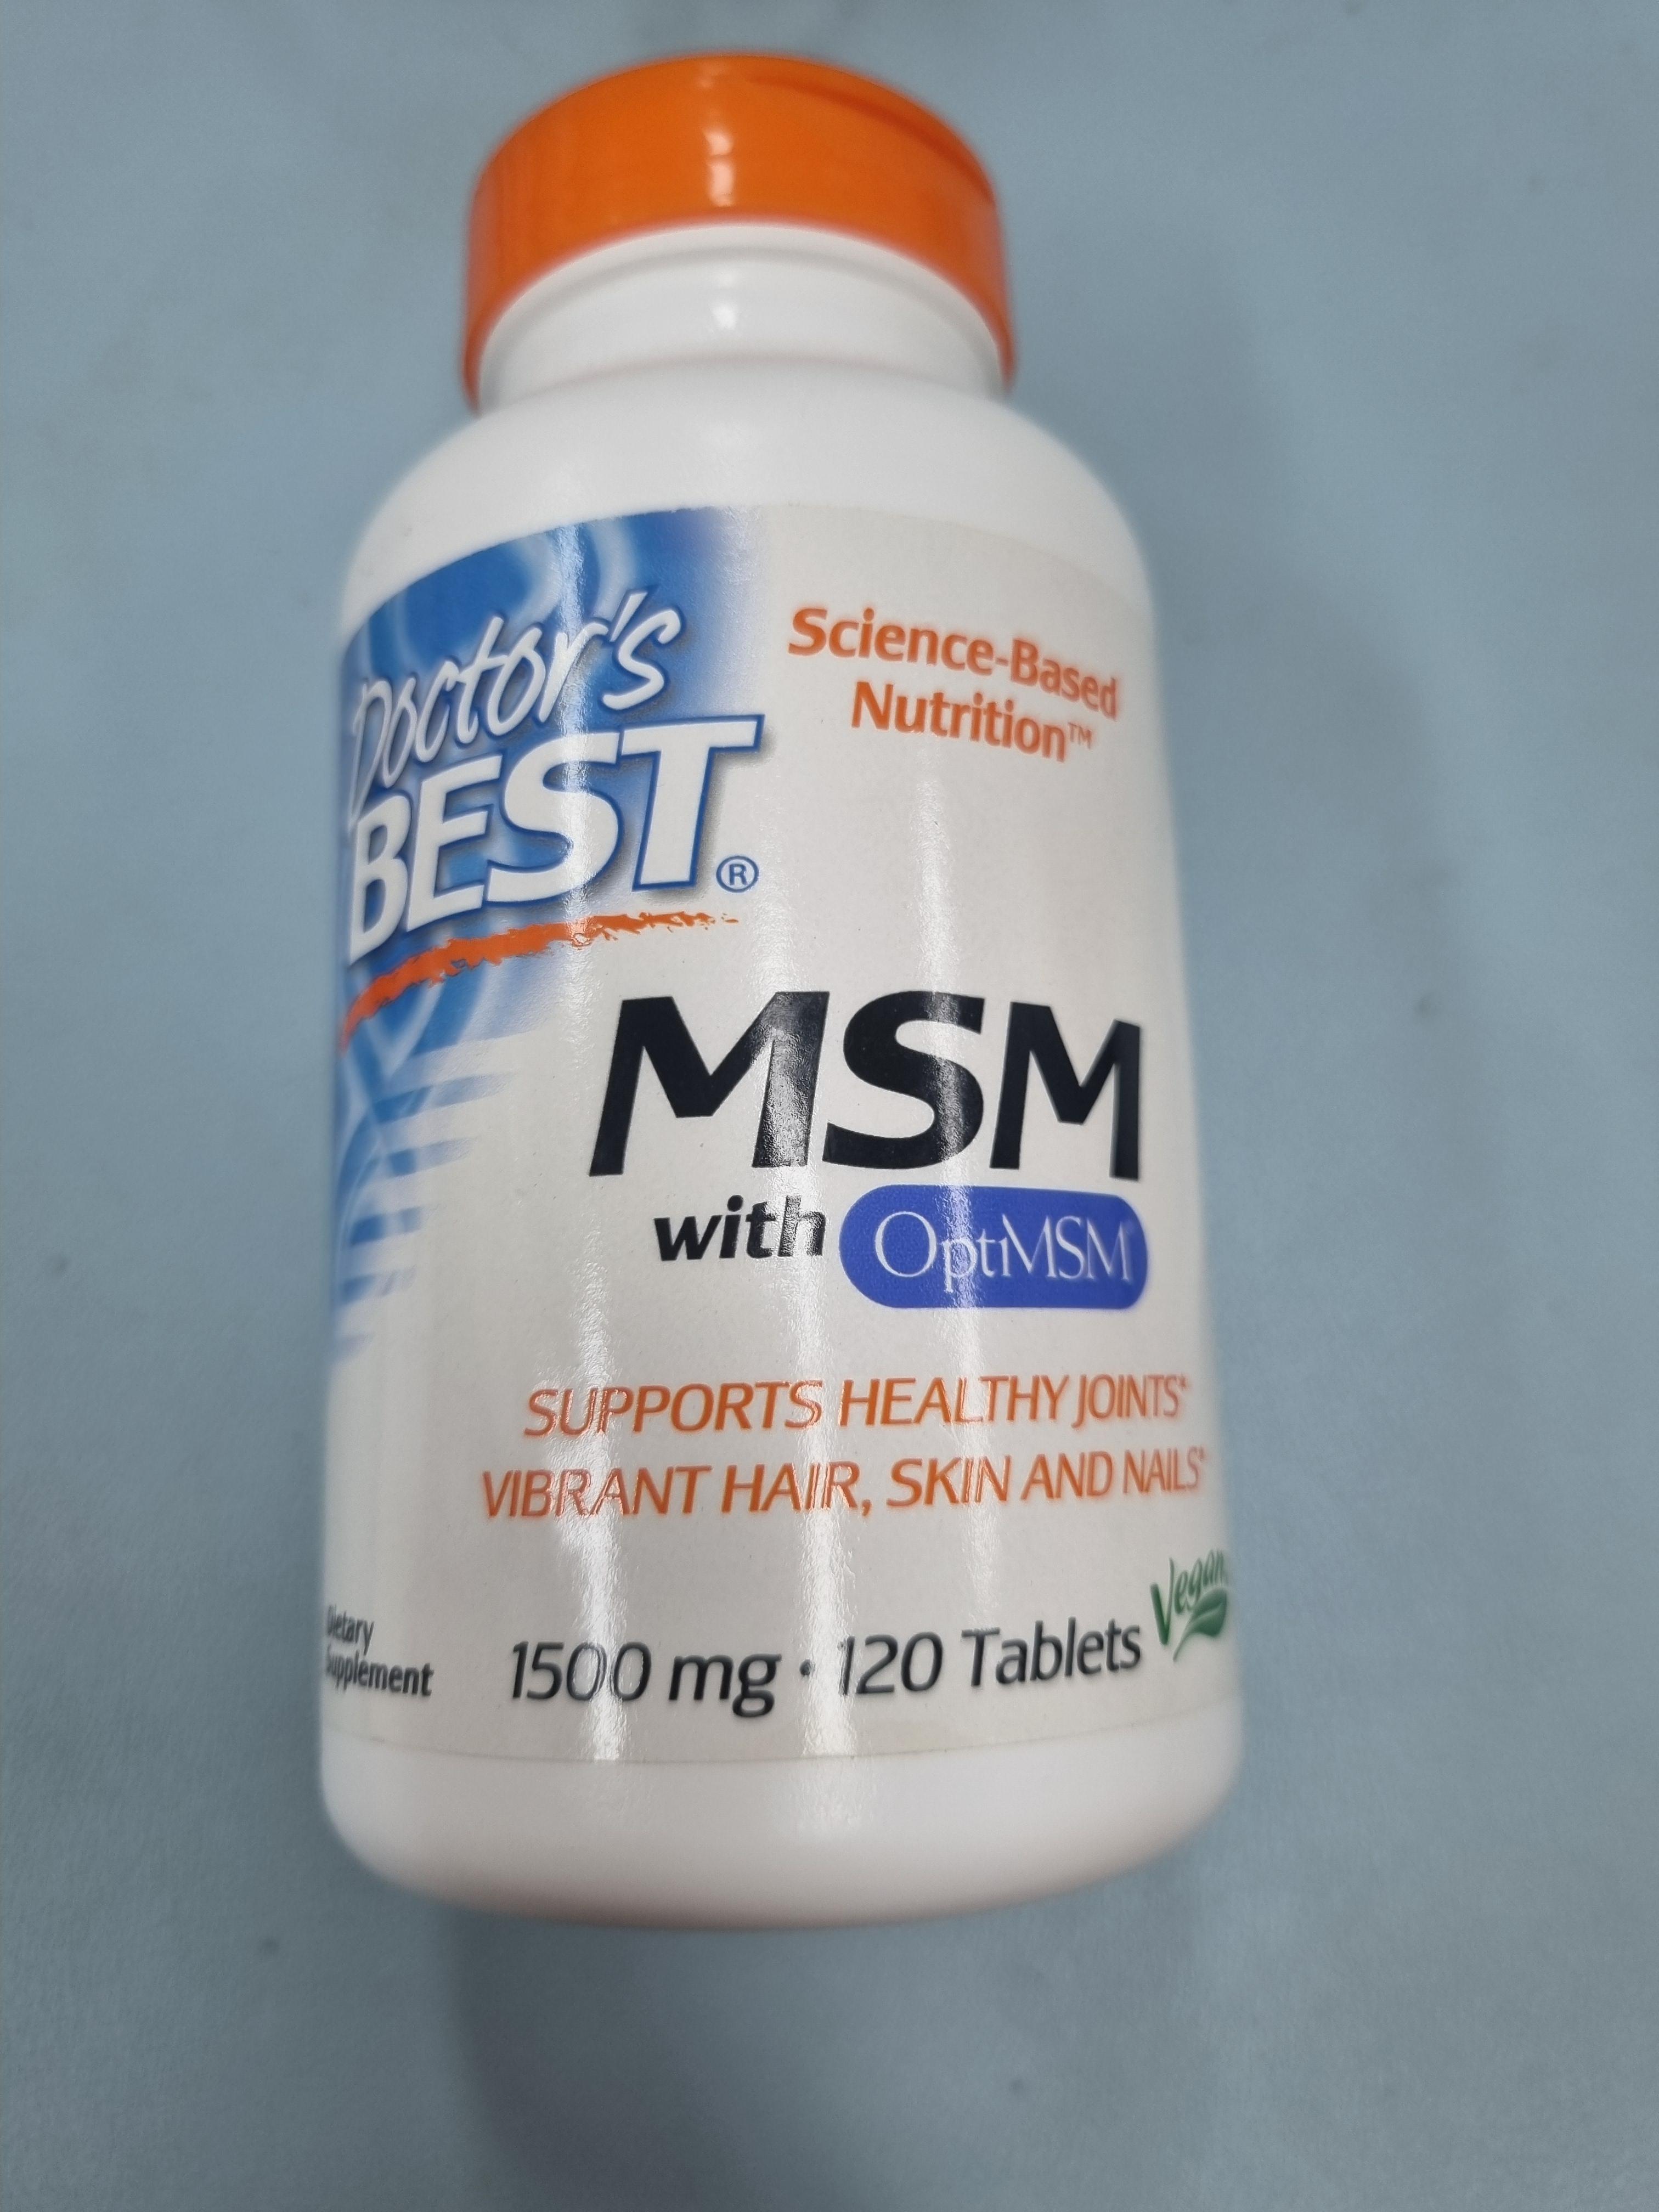 Doctor's
BEST®
Science-Based
Nutrition™
MSM
with OptiMSM®
SUPPORTS HEALTHY JOINTS*
VIBRANT HAIR, SKIN AND NAILS*
Dietary
Supplement
1500 mg • 120 Tablets
Vegan